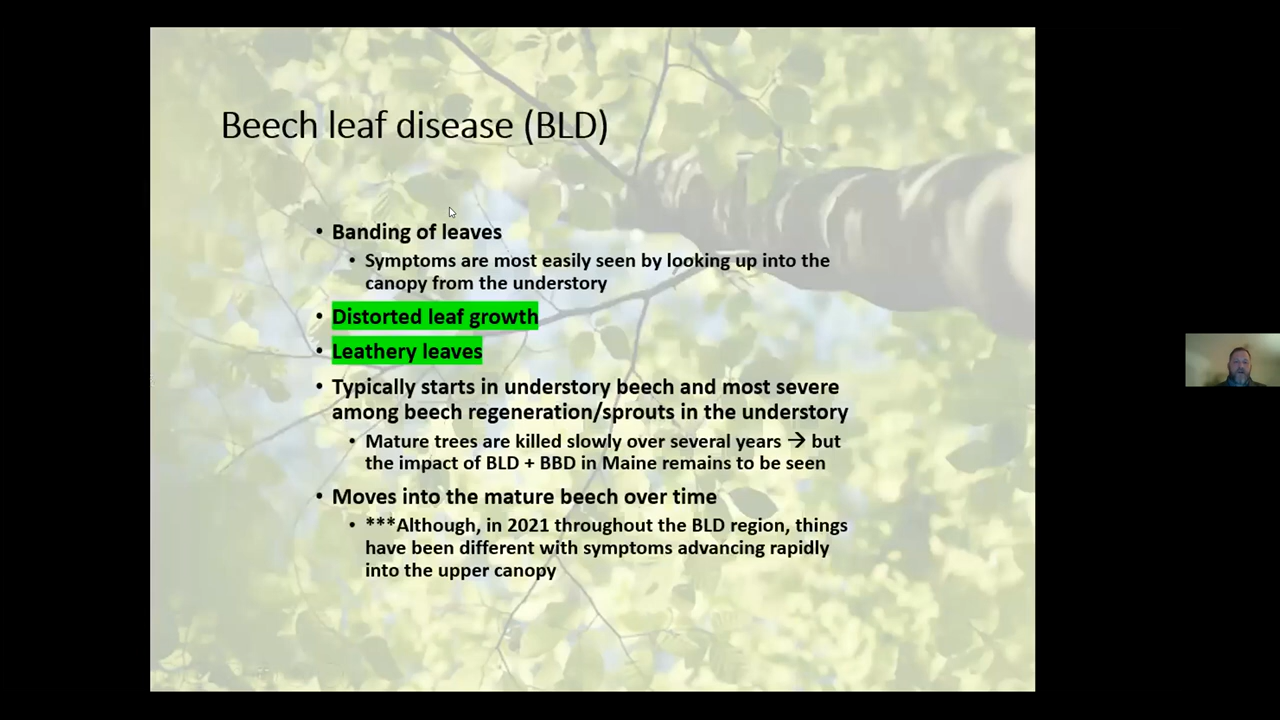 Beech leaf disease (BLD)
• Banding of leaves
• Symptoms are most easily seen by looking up into the
canopy from the understory
• Distorted leaf growth
• Leathery leaves
• Typically starts in understory beech and most severe
among beech regeneration/sprouts in the understory
• Mature trees are killed slowly over several years → but
the impact of BLD + BBD in Maine remains to be seen
• Moves into the mature beech over time
• ***Although, in 2021 throughout the BLD region, things
have been different with symptoms advancing rapidly
into the upper canopy